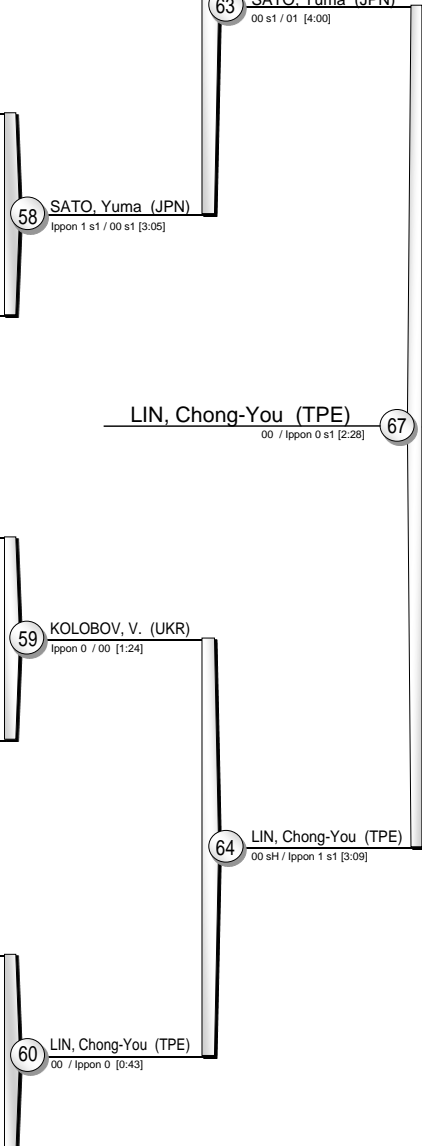 63 SATO, Yuma (JPN)
00 s1 / 01 [4:00]
58 SATO, Yuma (JPN)
Ippon 1 s1 / 00 s1 [3:05]
LIN, Chong-You (TPE) 67
00 / Ippon 0 s1 [2:28]
59 KOLOBOV, V. (UKR)
Ippon 0 / 00 [1:24]
64 LIN, Chong-You (TPE)
00 sH / Ippon 1 s1 [3:09]
60 LIN, Chong-You (TPE)
00 / Ippon 0 [0:43]